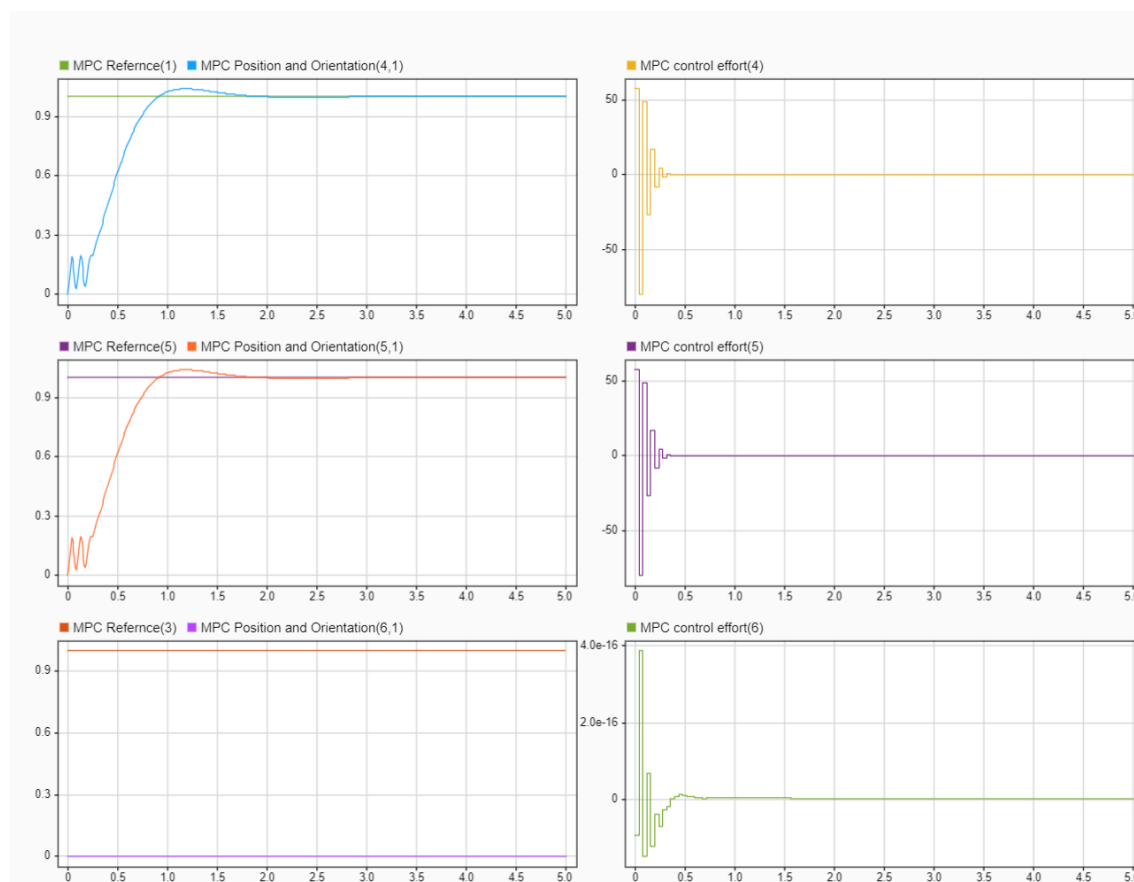 MPC Refernce(1) MPC Position and Orientation(4,1)
0.9
0.6
0.3
0
0 0.5 1.0 1.5 2.0 2.5 3.0 3.5 4.0 4.5 5.0
MPC control effort(4)
50
0
-50
0 0.5 1.0 1.5 2.0 2.5 3.0 3.5 4.0 4.5 5.0
MPC Refernce(5) MPC Position and Orientation(5,1)
0.9
0.6
0.3
0
0 0.5 1.0 1.5 2.0 2.5 3.0 3.5 4.0 4.5 5.0
MPC control effort(5)
50
0
-50
0 0.5 1.0 1.5 2.0 2.5 3.0 3.5 4.0 4.5 5.0
MPC Refernce(3) MPC Position and Orientation(6,1)
0.9
0.6
0.3
0
0 0.5 1.0 1.5 2.0 2.5 3.0 3.5 4.0 4.5 5.0
MPC control effort(6)
4.0e-16
2.0e-16
0
0 0.5 1.0 1.5 2.0 2.5 3.0 3.5 4.0 4.5 5.0